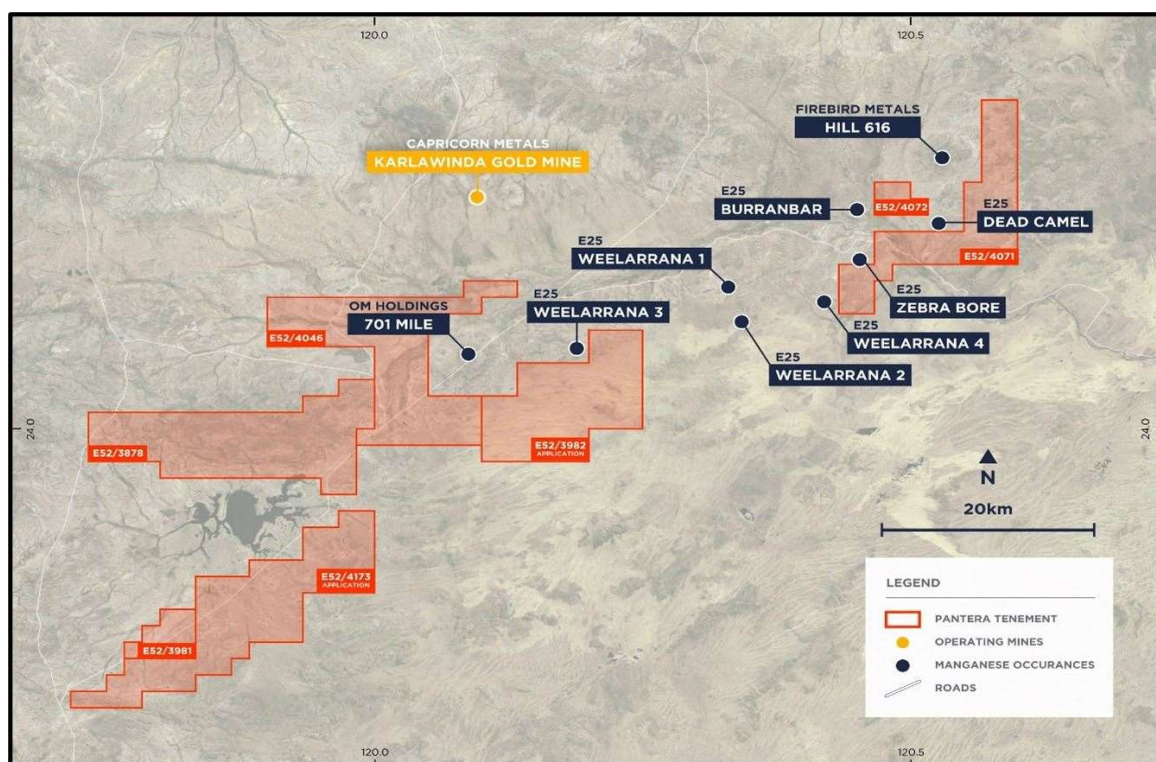 120.0
120.5
FIREBIRD METALS
HILL 616
CAPRICORN METALS
KARLAWINDA GOLD MINE
E25
BURRANBAR
E52/4072
E25
DEAD CAMEL
E25
WEELARRANA 1
E52/4071
E25
ZEBRA BORE
OM HOLDINGS
701 MILE
E25
WEELARRANA 3
E52/4046
E25
WEELARRANA 4
E25
WEELARRANA 2
24.0
24.0
E52/3878
E52/3982
APPLICATION
N
20km
E52/4173
APPLICATION
E52/3981
LEGEND
PANTERA TENEMENT
OPERATING MINES
MANGANESE OCCURANCES
ROADS
120.0
120.5